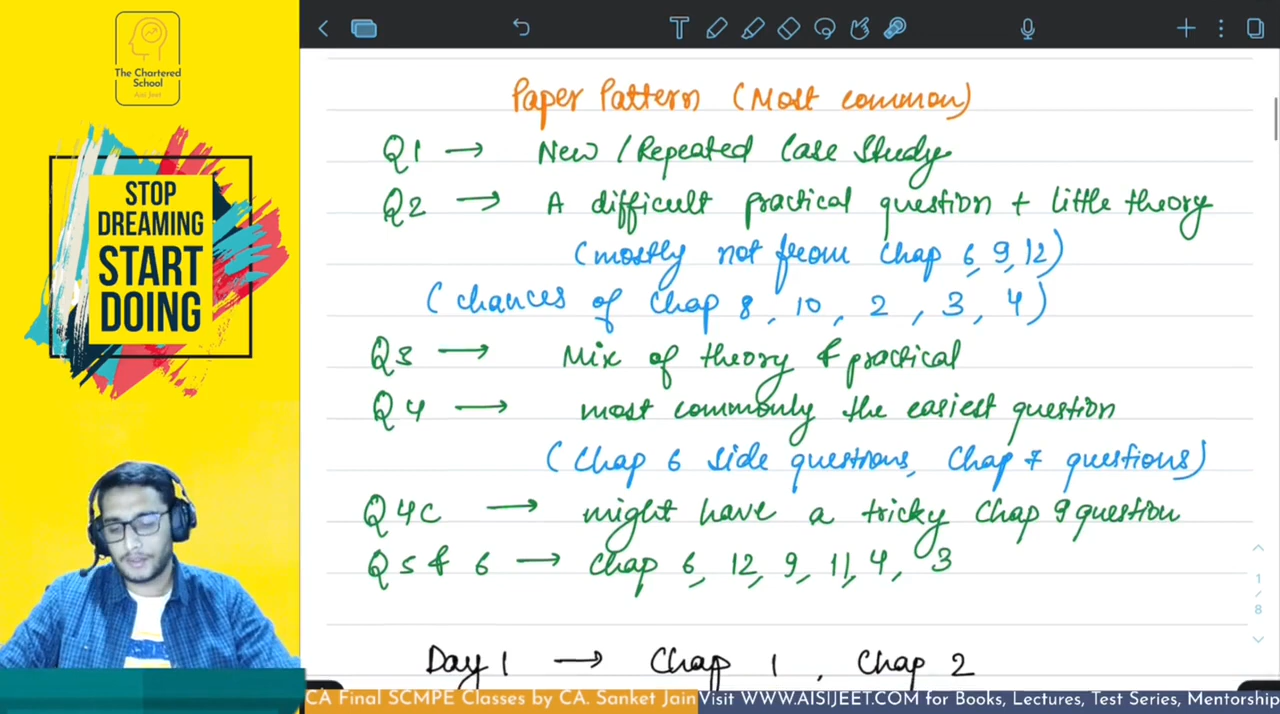 The Chartered
School
Aisi Jeet
STOP
DREAMING
START
DOING
Paper Pattern (Most common)
Q1 → New / Repeated Case Study
Q2 → A difficult practical question + little theory
(mostly not from Chap 6, 9, 12)
(chances of Chap 8, 10, 2, 3, 4)
Q3 → Mix of theory & practical
Q4 → most commonly the easiest question
(Chap 6 side questions, Chap 7 questions)
Q4C → might have a tricky Chap 9 question
Q5 & 6 → Chap 6, 12, 9, 11, 4, 3
1
/
8
Day 1 → Chap 1, Chap 2
CA Final SCMPE Classes by CA. Sanket Jain Visit WWW.AISIJEET.COM for Books, Lectures, Test Series, Mentorship